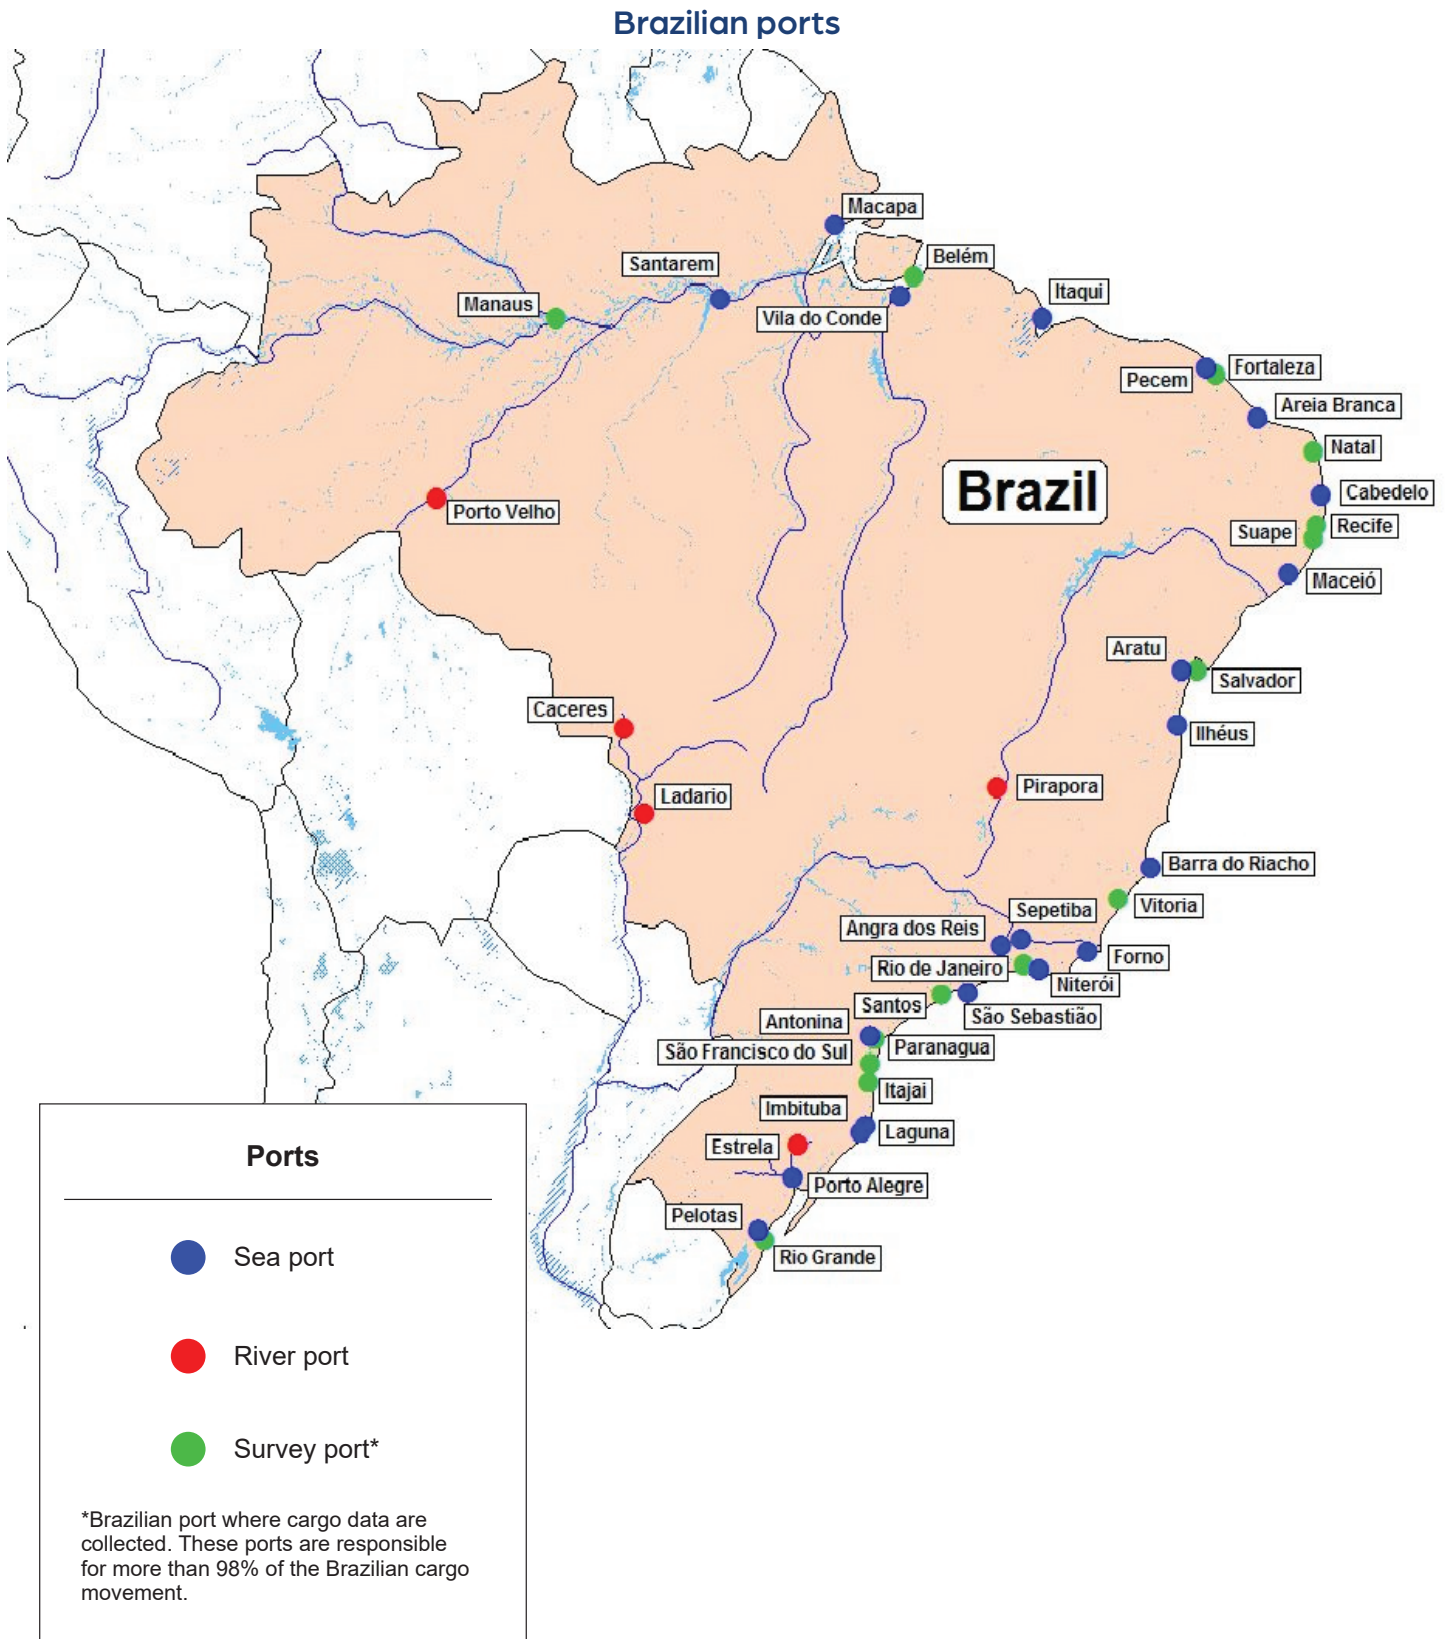 Brazilian ports
Macapa
Belém
Santarem
Itaqui
Manaus
Vila do Conde
Fortaleza
Pecem
Areia Branca
Natal
Brazil
Cabedelo
Porto Velho
Recife
Suape
Maceió
Aratu
Salvador
Caceres
Ilhéus
Pirapora
Ladario
Barra do Riacho
Vitoria
Sepetiba
Angra dos Reis
Forno
Rio de Janeiro
Niterói
Santos
São Sebastião
Antonina
Paranagua
São Francisco do Sul
Itajai
Imbituba
Laguna
Estrela
Porto Alegre
Pelotas
Rio Grande
Ports
Sea port
River port
Survey port*
*Brazilian port where cargo data are
collected. These ports are responsible
for more than 98% of the Brazilian cargo
movement.